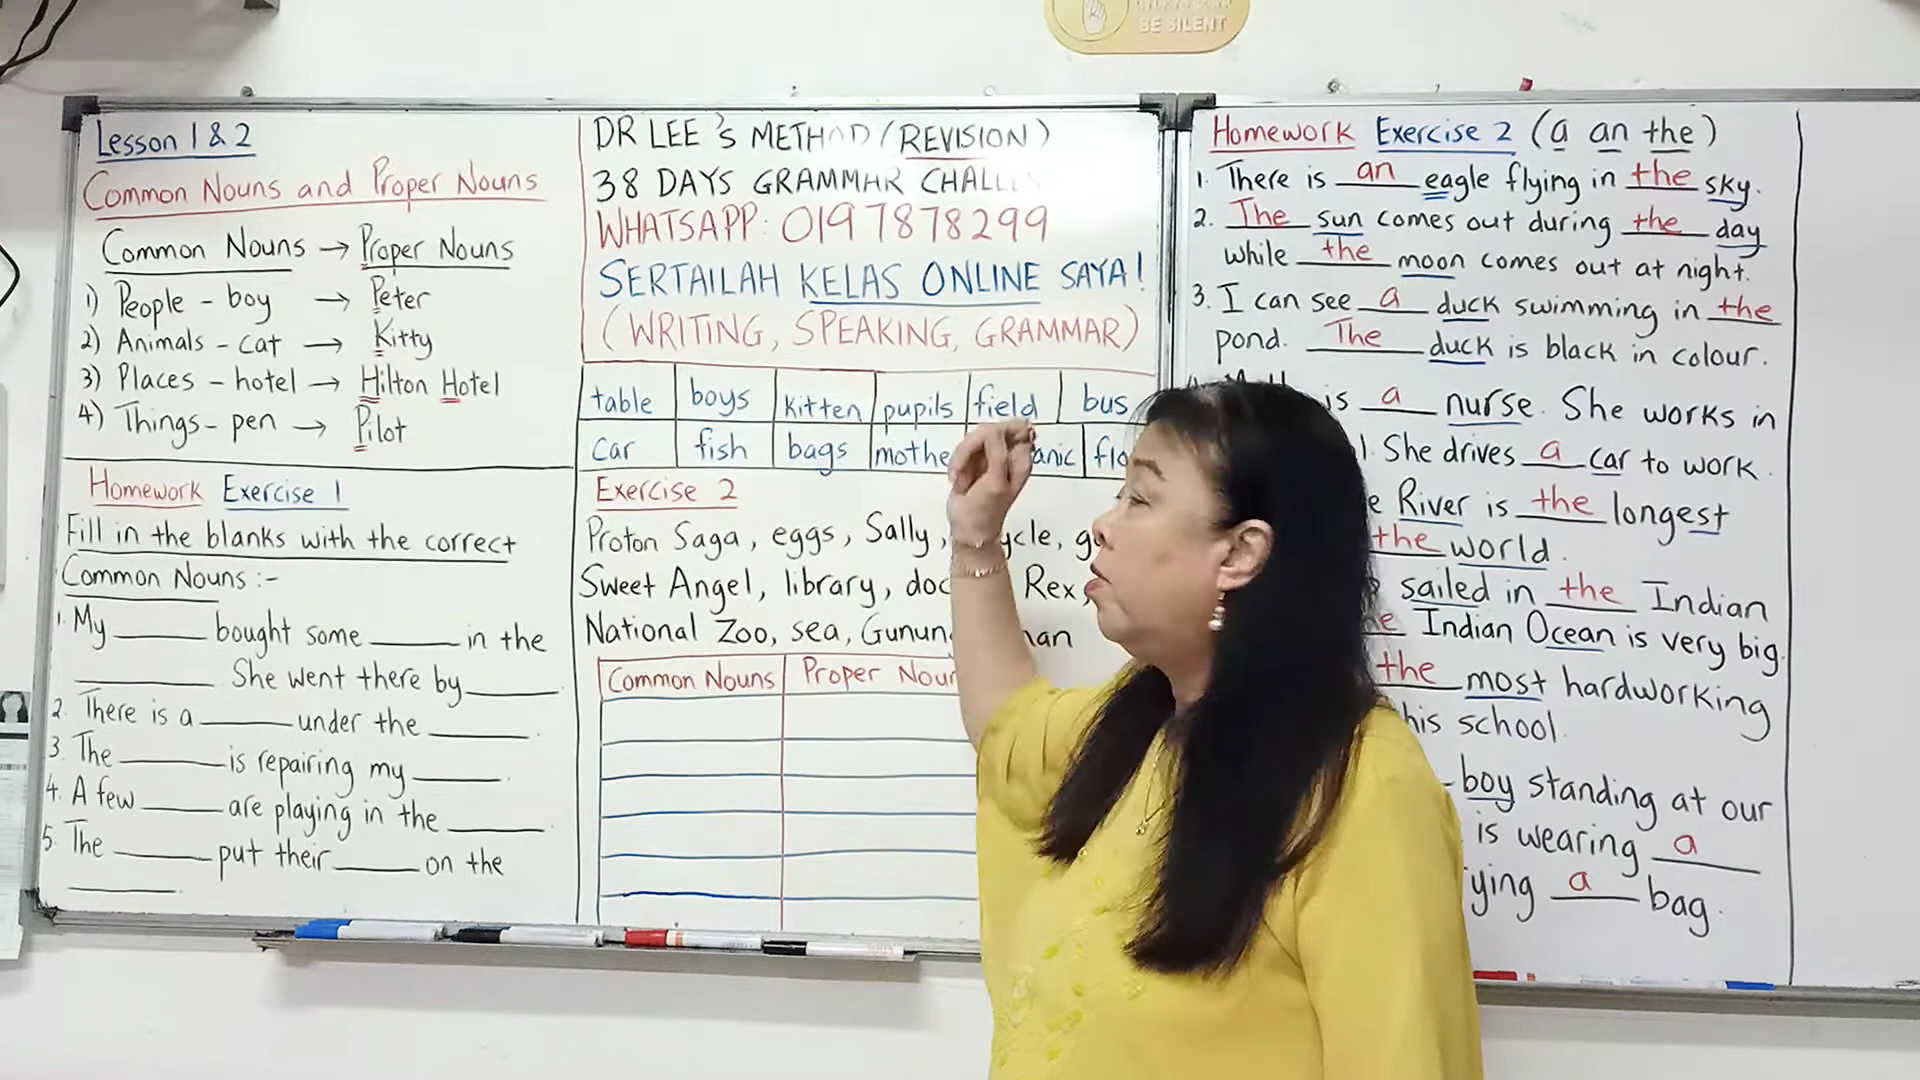 BE SILENT
Lesson 1 & 2
Common Nouns and Proper Nouns
Common Nouns → Proper Nouns
1) People - boy → Peter
2) Animals - cat → Kitty
3) Places - hotel → Hilton Hotel
4) Things - pen → Pilot
Homework Exercise 1
Fill in the blanks with the correct
Common Nouns :-
1. My ______ bought some ______ in the
______. She went there by ______.
2. There is a ______ under the ______.
3. The ______ is repairing my ______.
4. A few ______ are playing in the ______.
5. The ______ put their ______ on the
______.
DR LEE's METHOD (REVISION)
38 DAYS GRAMMAR
WHATSAPP: 0197878299
SERTAILAH KELAS ONLINE SAYA!
(WRITING, SPEAKING, GRAMMAR)
table boys kitten pupils field bus
car fish bags
Exercise 2
Proton Saga, eggs, Sally,
Sweet Angel, library, Rex,
National Zoo, sea,
Common Nouns Proper
Homework Exercise 2 (a an the)
1. There is an eagle flying in the sky.
2. The sun comes out during the day
while the moon comes out at night.
3. I can see a duck swimming in the
pond. The duck is black in colour.
is a nurse. She works in
She drives a car to work.
River is the longest
the world.
sailed in the Indian
Indian Ocean is very big.
the most hardworking
school.
boy standing at our
is wearing a
a bag.